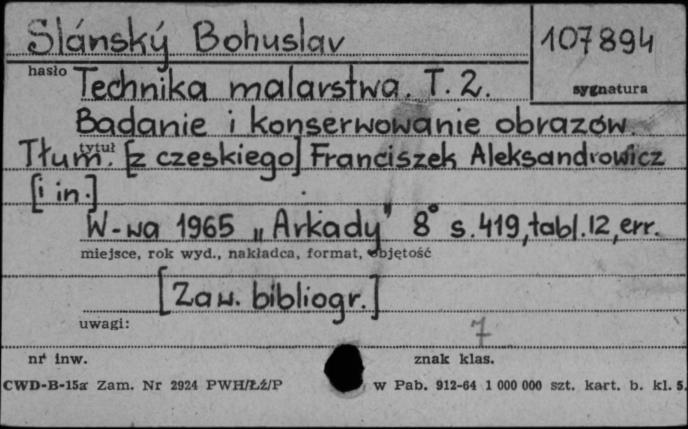 Slánský Bohuslav
107894
hasło
sygnatura
Technika malarstwa. T. 2.
Badanie i konserwowanie obrazów.
tytuł
Tłum. [z czeskiego] Franciszek Aleksandrowicz
[i in.]
W-wa 1965 „Arkady" 8° s. 419, tabl. 12, err.
miejsce, rok wyd., nakładca, format, objętość
[Zaw. bibliogr.]
uwagi:
7
nr inw.
znak klas.
CWD-B-15a Zam. Nr 2924 PWH/Łź/P w Pab. 912-64 1 000 000 szt. kart. b. kl. 5.